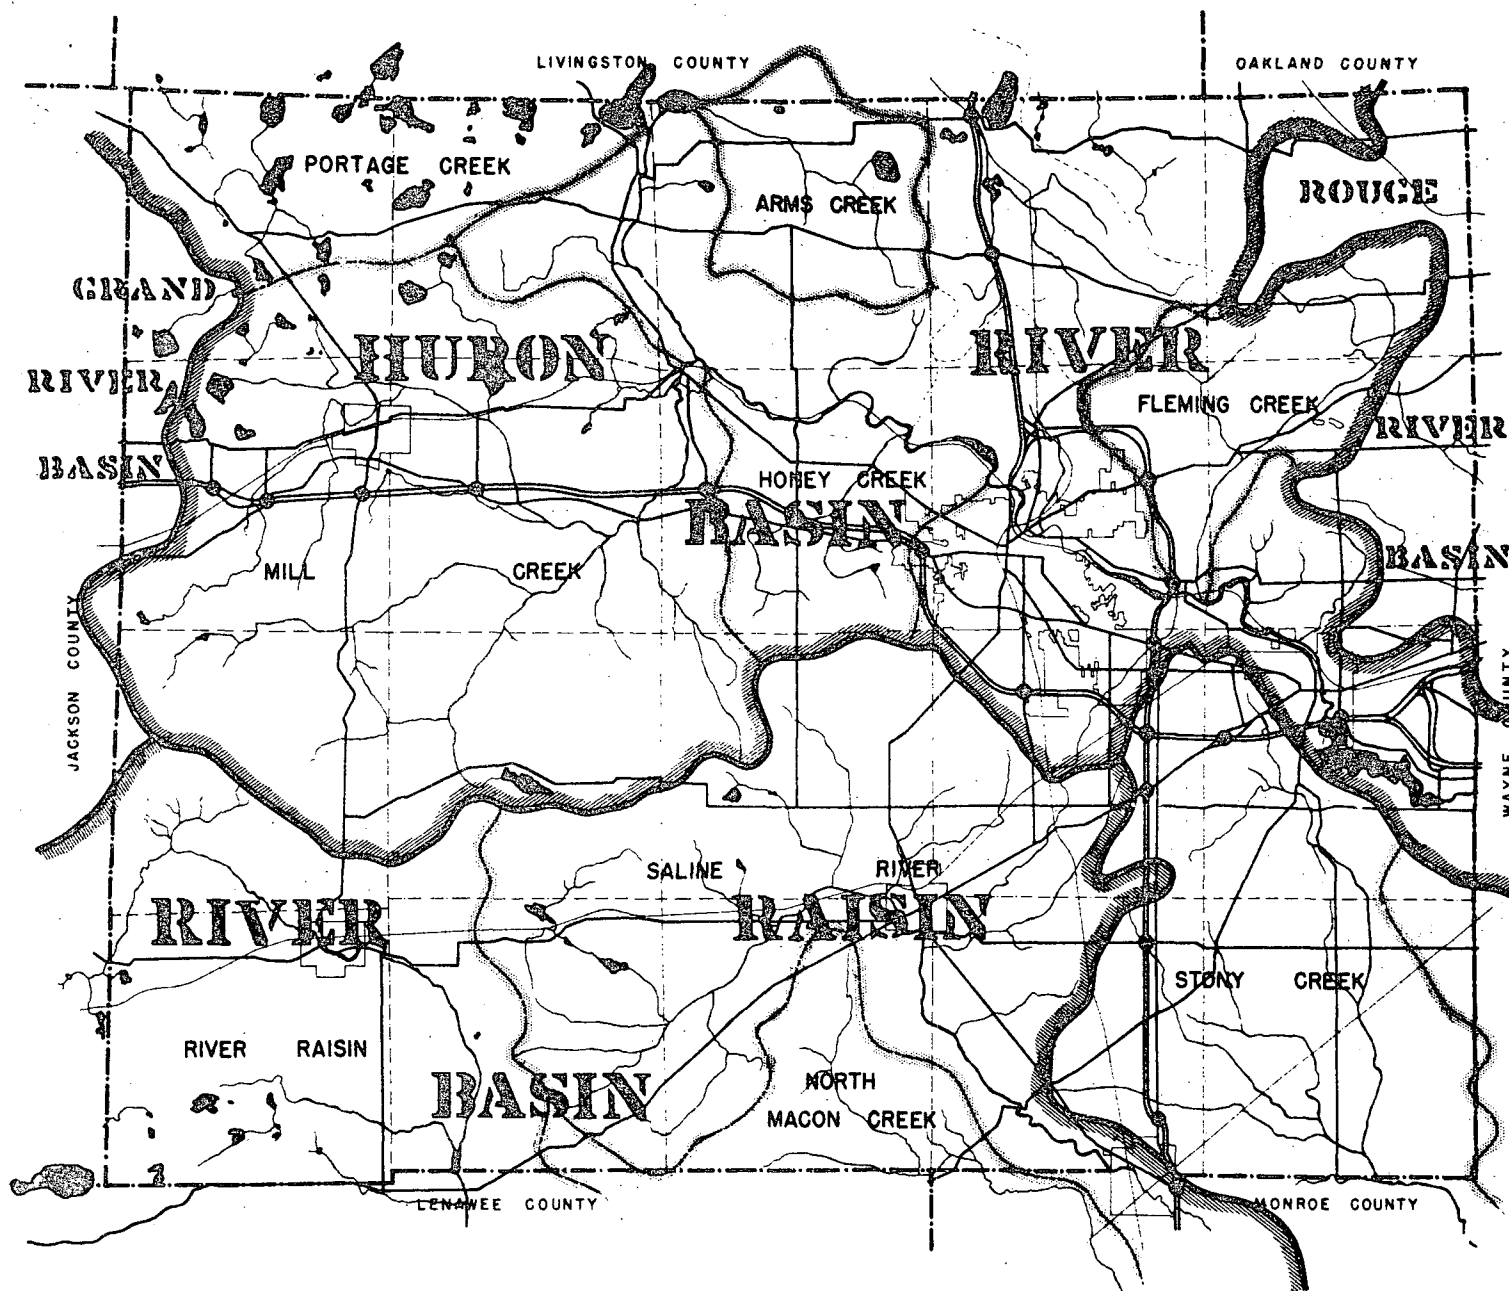 LIVINGSTON COUNTY
OAKLAND COUNTY
PORTAGE CREEK
ARMS CREEK
ROUGE
GRAND
HURON
RIVER
RIVER
FLEMING CREEK
RIVER
BASIN
HONEY CREEK
BASIN
BASIN
MILL CREEK
JACKSON COUNTY
WAYNE COUNTY
SALINE RIVER
RIVER
RAISIN
STONY CREEK
RIVER RAISIN
BASIN
NORTH
MACON CREEK
LENAWEE COUNTY
MONROE COUNTY